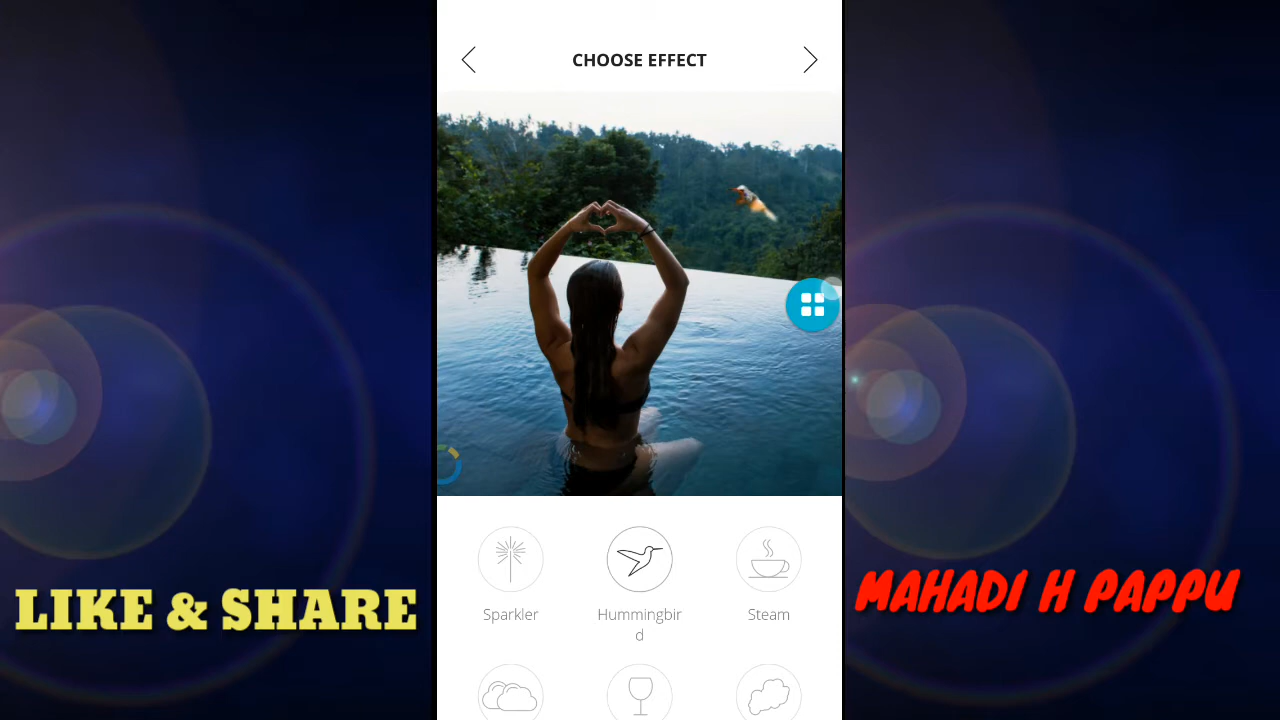 CHOOSE EFFECT
LIKE & SHARE
MAHADI H PAPPU
Sparkler
Hummingbir
d
Steam